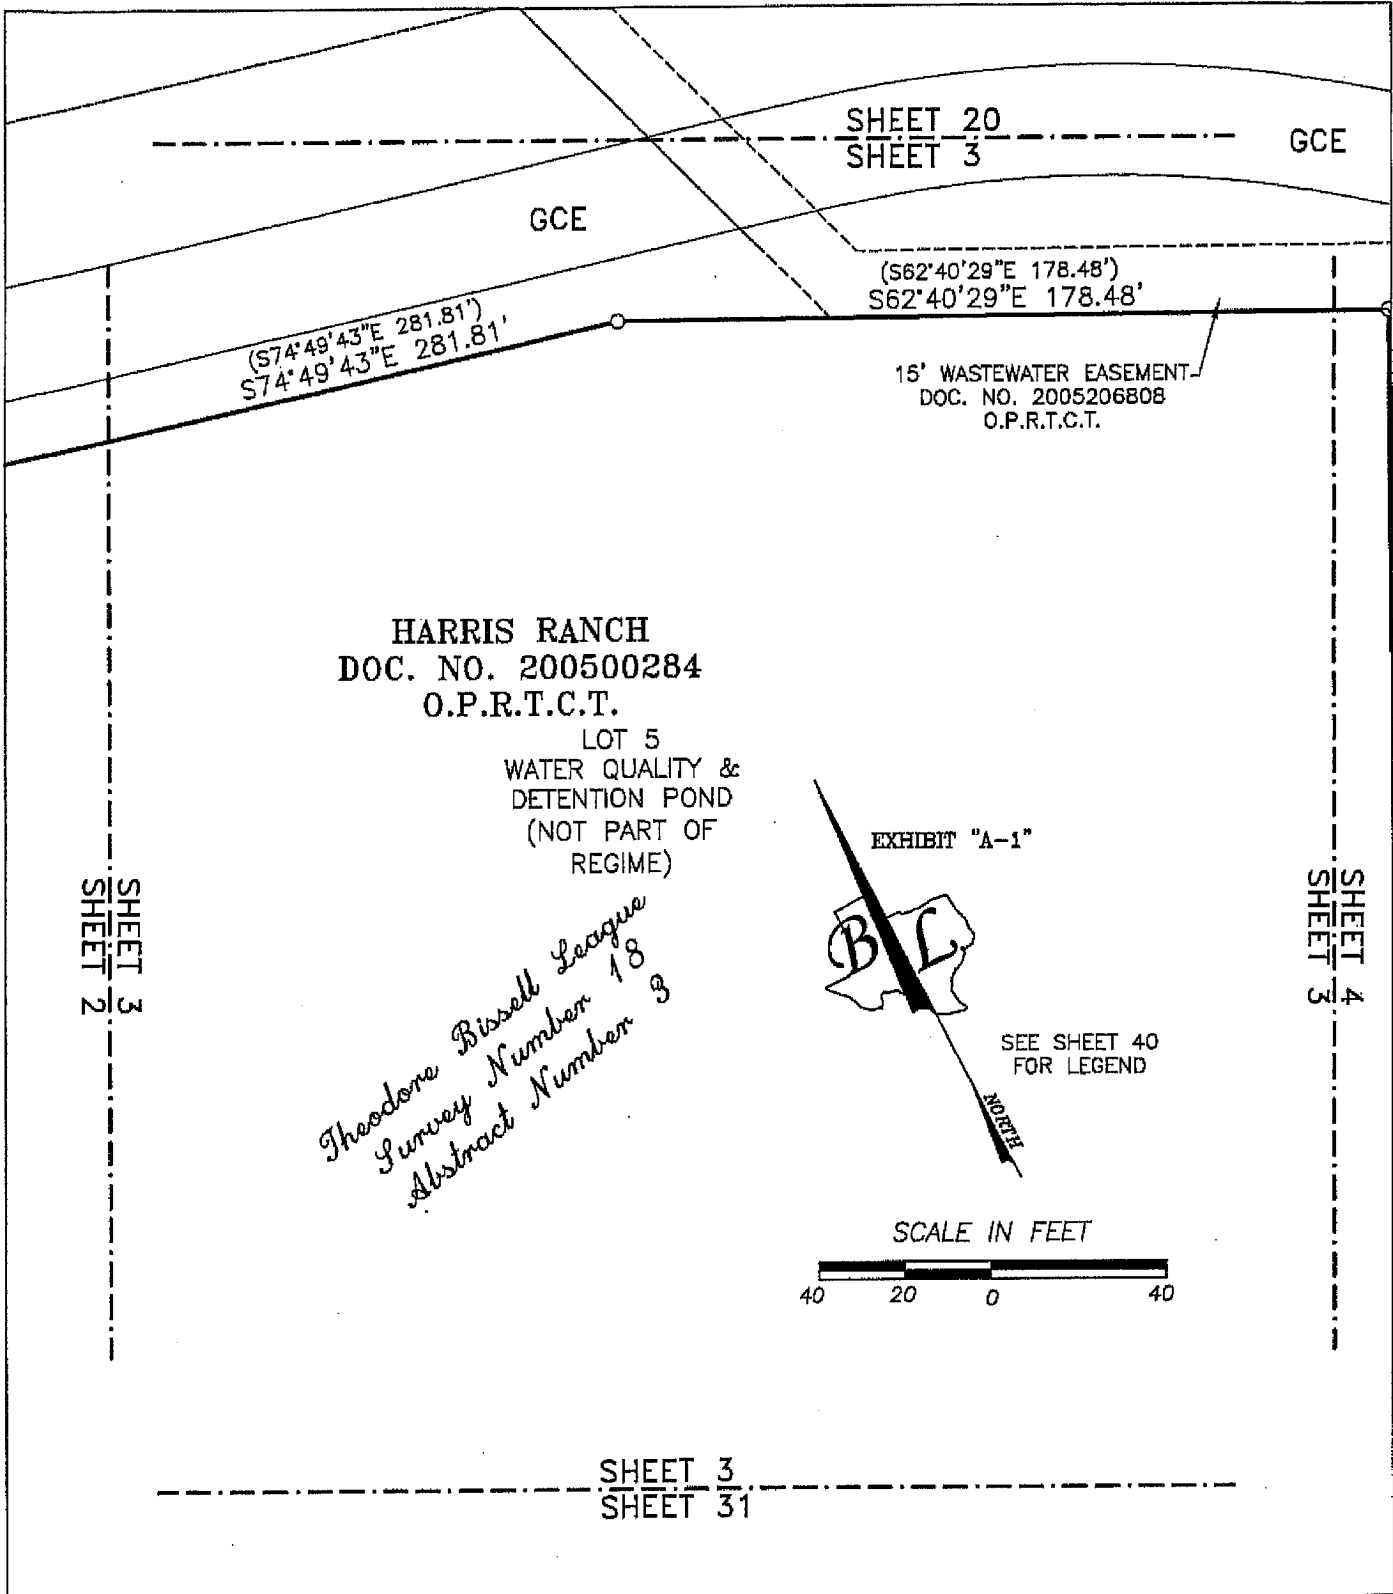 SHEET 20
SHEET 3
GCE
GCE
(S62°40'29"E 178.48')
S62°40'29"E 178.48'
(S74°49'43"E 281.81')
S74°49'43"E 281.81'
15' WASTEWATER EASEMENT
DOC. NO. 2005206808
O.P.R.T.C.T.
HARRIS RANCH
DOC. NO. 200500284
O.P.R.T.C.T.
LOT 5
WATER QUALITY &
DETENTION POND
(NOT PART OF
REGIME)
EXHIBIT "A-1"
B L
SHEET 3
SHEET 2
SHEET 4
SHEET 3
Theodore Bissell League
Survey Number 18
Abstract Number 3
SEE SHEET 40
FOR LEGEND
NORTH
SCALE IN FEET
40 20 0 40
SHEET 3
SHEET 31